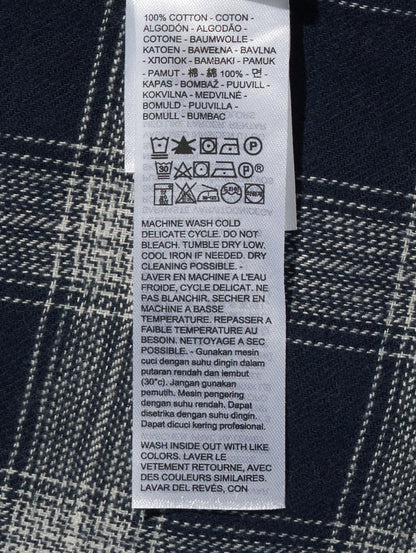 100% COTTON - COTON -
ALGODÓN - ALGODÃO -
COTONE - BAUMWOLLE -
KATOEN - BAWEŁNA - BAVLNA
- ХЛОПОК - BAMBAKI - PAMUK
- PAMUT - 棉 - 綿 100% - 면 -
KAPAS - BOMBAŽ - PUUVILL -
KOKVILNA - MEDVILNĖ -
BOMULD - PUUVILLA -
BOMULL - BUMBAC
MACHINE WASH COLD
DELICATE CYCLE. DO NOT
BLEACH. TUMBLE DRY LOW.
COOL IRON IF NEEDED. DRY
CLEANING POSSIBLE. -
LAVER EN MACHINE A L'EAU
FROIDE, CYCLE DELICAT. NE
PAS BLANCHIR. SECHER EN
MACHINE A BASSE
TEMPERATURE. REPASSER A
FAIBLE TEMPERATURE AU
BESOIN. NETTOYAGE A SEC
POSSIBLE. - Gunakan mesin
cuci dengan suhu dingin dalam
putaran rendah dan lembut
(30°c). Jangan gunakan
pemutih. Mesin pengering
dengan suhu rendah. Dapat
disetrika dengan suhu dingin.
Dapat dicuci kering profesional.
WASH INSIDE OUT WITH LIKE
COLORS. LAVER LE
VETEMENT RETOURNE, AVEC
DES COULEURS SIMILAIRES.
LAVAR DEL REVÉS, CON